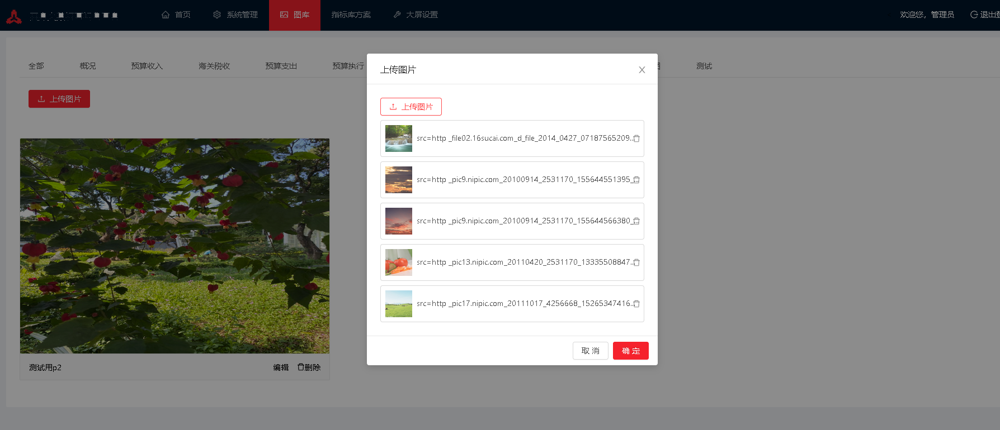 首页
系统管理
图库
指标库方案
大屏设置
欢迎您，管理员
全部
概况
预算收入
海关税收
预算支出
预算执行
测试
上传图片
上传图片
上传图片
src=http _file02.16sucai.com_d_file_2014_0427_07187565209...
src=http _pic9.nipic.com_20100914_2531170_155644551395_...
src=http _pic9.nipic.com_20100914_2531170_155644566380_...
src=http _pic13.nipic.com_20110420_2531170_13335508847...
src=http _pic17.nipic.com_20111017_4256668_15265347416...
取 消
确 定
测试用p2
编辑
删除